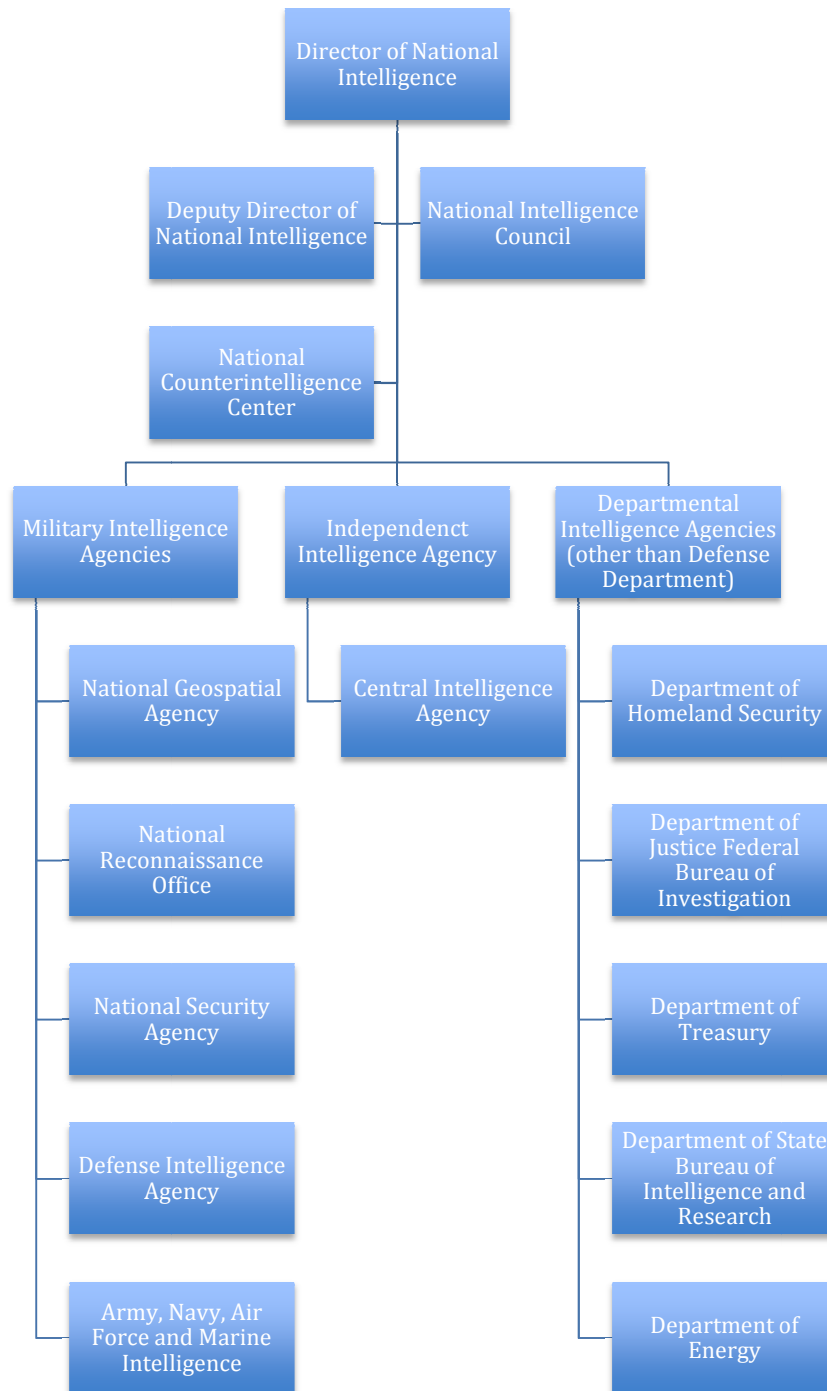 Director of National
Intelligence
Deputy Director of
National Intelligence
National Intelligence
Council
National
Counterintelligence
Center
Military Intelligence
Agencies
Independenct
Intelligence Agency
Departmental
Intelligence Agencies
(other than Defense
Department)
National Geospatial
Agency
National
Reconnaissance
Office
National Security
Agency
Defense Intelligence
Agency
Army, Navy, Air
Force and Marine
Intelligence
Central Intelligence
Agency
Department of
Homeland Security
Department of
Justice Federal
Bureau of
Investigation
Department of
Treasury
Department of State
Bureau of
Intelligence and
Research
Department of
Energy